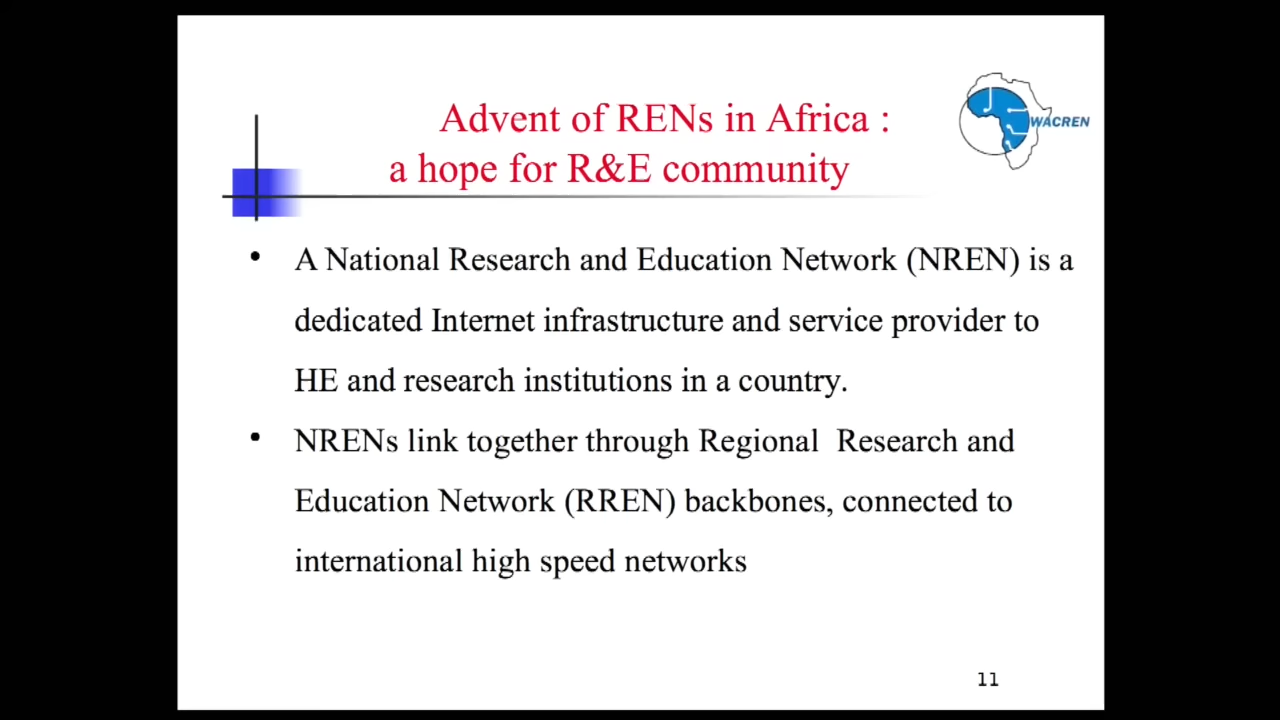 Advent of RENs in Africa :
a hope for R&E community
WACREN
• A National Research and Education Network (NREN) is a
dedicated Internet infrastructure and service provider to
HE and research institutions in a country.
• NRENs link together through Regional Research and
Education Network (RREN) backbones, connected to
international high speed networks
11